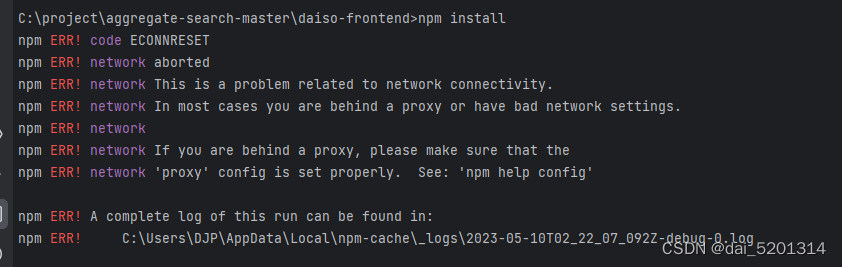 C:\project\aggregate-search-master\daiso-frontend>npm install
npm ERR! code ECONNRESET
npm ERR! network aborted
npm ERR! network This is a problem related to network connectivity.
npm ERR! network In most cases you are behind a proxy or have bad network settings.
npm ERR! network
npm ERR! network If you are behind a proxy, please make sure that the
npm ERR! network 'proxy' config is set properly.  See: 'npm help config'
npm ERR! A complete log of this run can be found in:
npm ERR!     C:\Users\DJP\AppData\Local\npm-cache\_logs\2023-05-10T02_22_07_092Z-debug-0.log
CSDN @dai_5201314